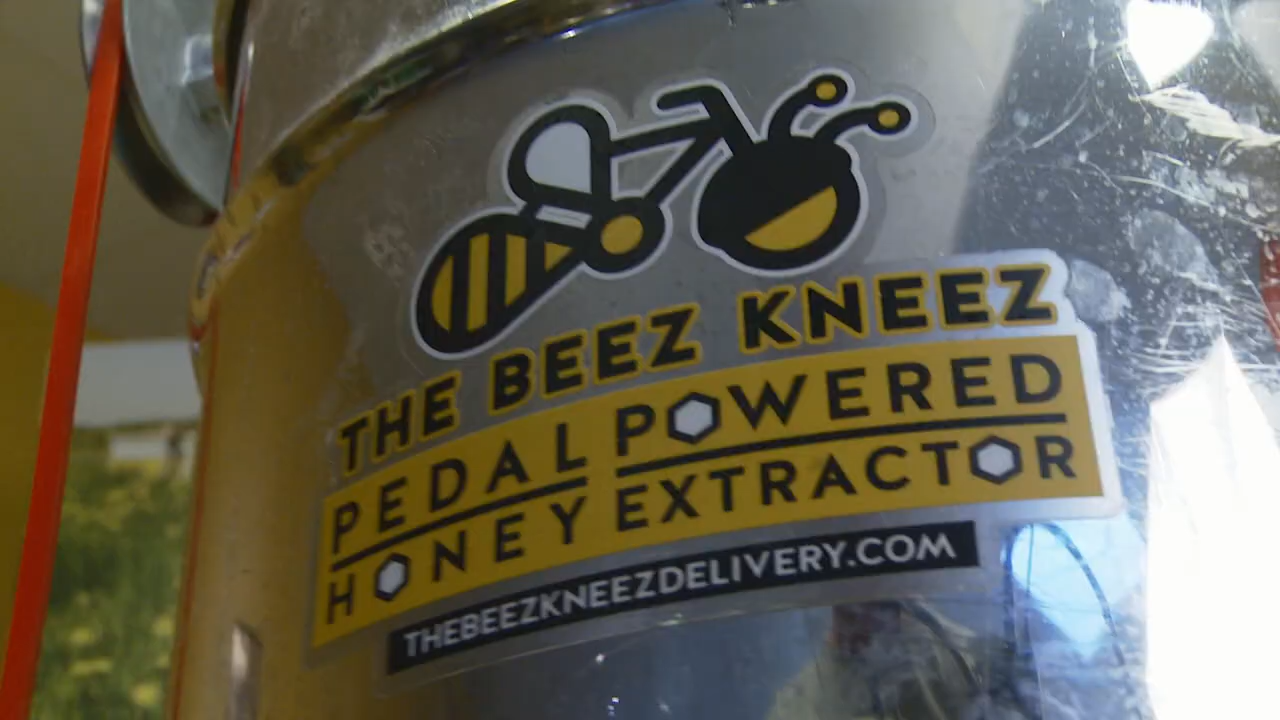 THE BEEZ KNEEZ
PEDAL POWERED
HONEY EXTRACTOR
THEBEEZKNEEZDELIVERY.COM